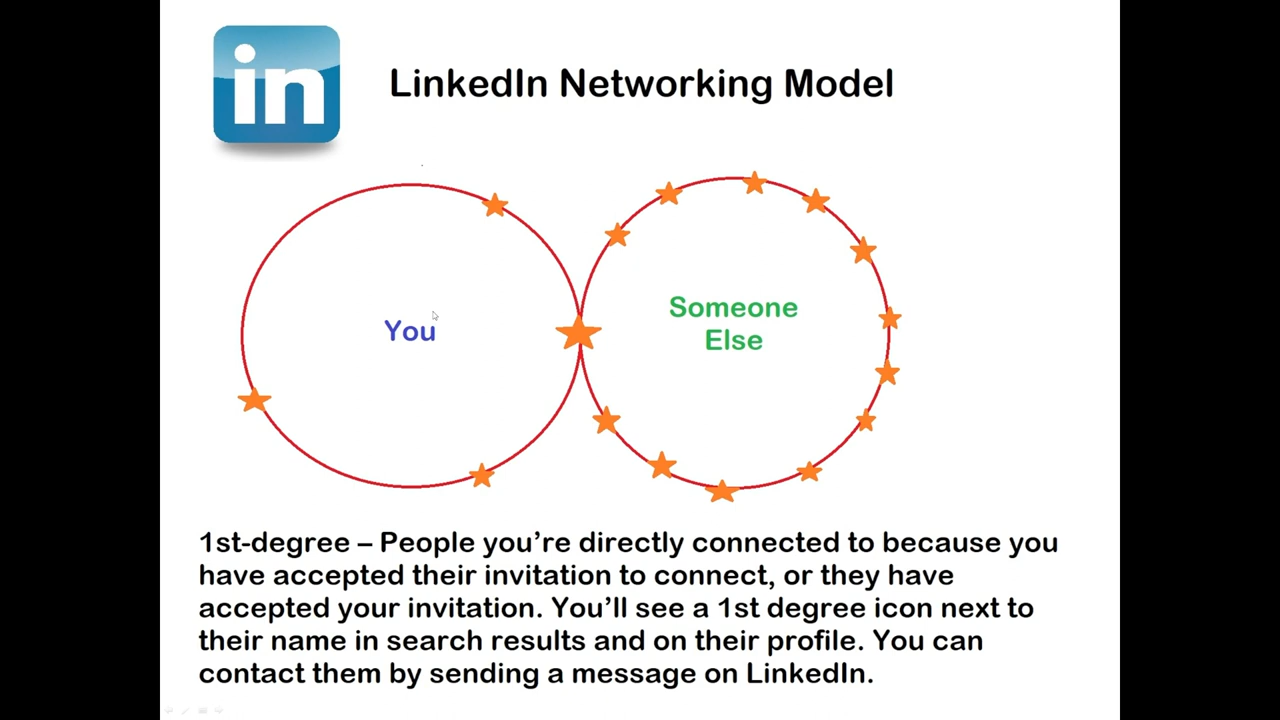 in
LinkedIn Networking Model
You
Someone
Else
1st-degree – People you’re directly connected to because you
have accepted their invitation to connect, or they have
accepted your invitation. You’ll see a 1st degree icon next to
their name in search results and on their profile. You can
contact them by sending a message on LinkedIn.